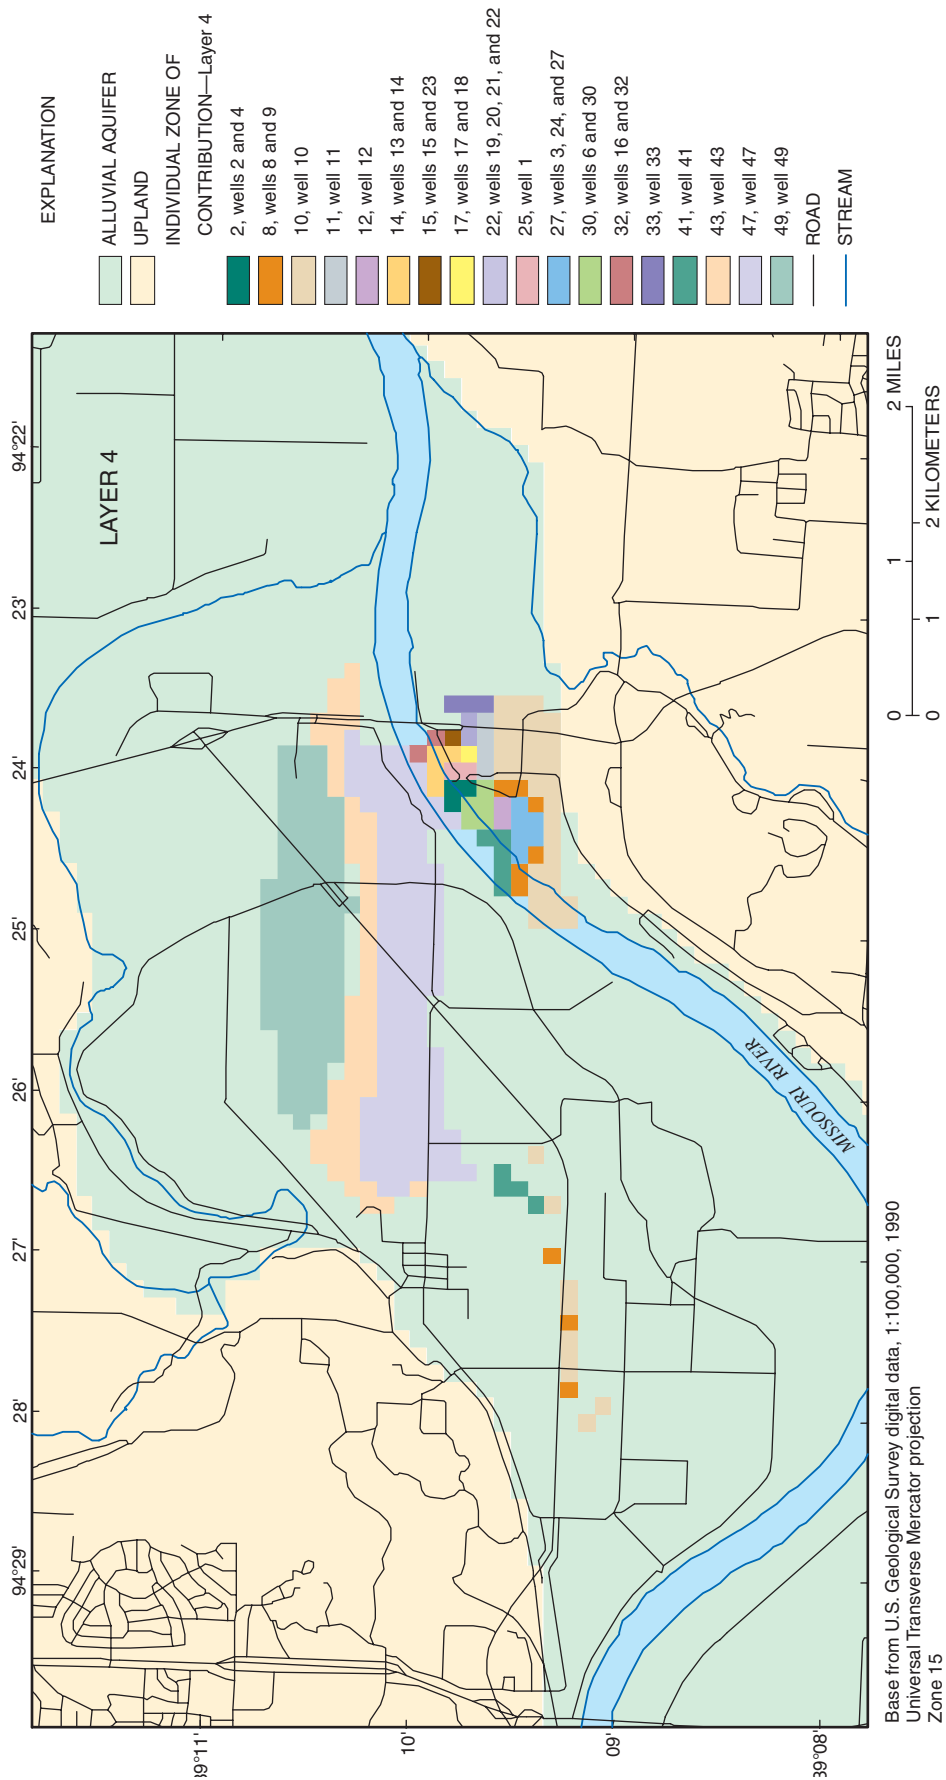 EXPLANATION
ALLUVIAL AQUIFER
UPLAND
INDIVIDUAL ZONE OF
CONTRIBUTION—Layer 4
2, wells 2 and 4
8, wells 8 and 9
10, well 10
11, well 11
12, well 12
14, wells 13 and 14
15, wells 15 and 23
17, wells 17 and 18
22, wells 19, 20, 21, and 22
25, well 1
27, wells 3, 24, and 27
30, wells 6 and 30
32, wells 16 and 32
33, well 33
41, well 41
43, well 43
47, well 47
49, well 49
ROAD
STREAM
94°29'
28'
27'
26'
25'
24'
23'
94°22'
39°11'
10'
09'
39°08'
LAYER 4
MISSOURI RIVER
0 1 2 MILES
0 1 2 KILOMETERS
Base from U.S. Geological Survey digital data, 1:100,000, 1990
Universal Transverse Mercator projection
Zone 15